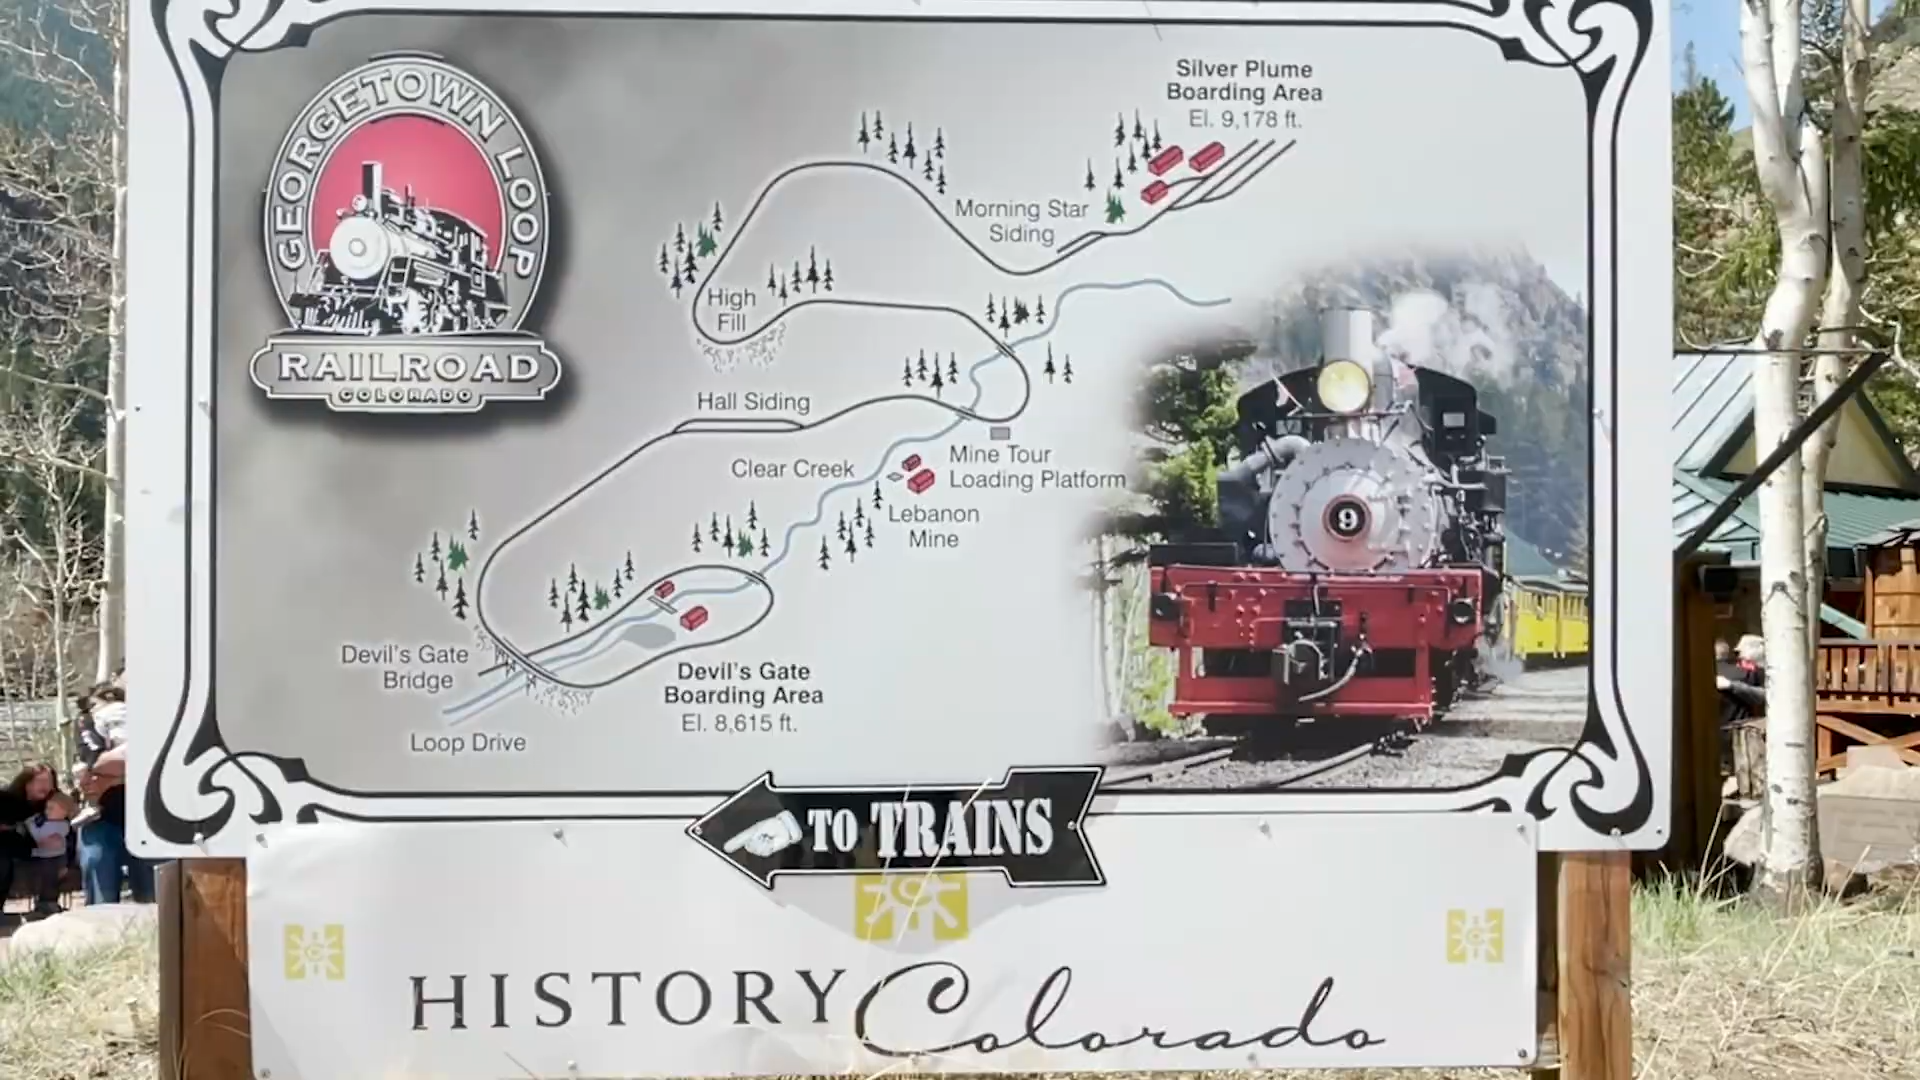 GEORGETOWN LOOP
RAILROAD
COLORADO
Silver Plume
Boarding Area
El. 9,178 ft.
Morning Star
Siding
High
Fill
Hall Siding
Clear Creek
Mine Tour
Loading Platform
Lebanon
Mine
9
Devil's Gate
Bridge
Devil's Gate
Boarding Area
El. 8,615 ft.
Loop Drive
TO TRAINS
HISTORY Colorado